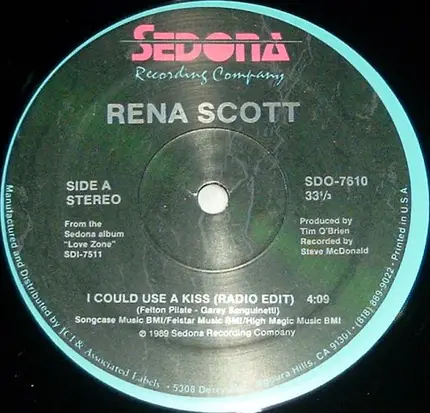 SEDONA
Recording Company
RENA SCOTT
SIDE A
STEREO
SDO-7610
33⅓
From the
Sedona album
"Love Zone"
SDI-7511
Produced by
Tim O'Brien
Recorded by
Steve McDonald
I COULD USE A KISS (RADIO EDIT) 4:09
(Felton Pilate - Garey Sanguinetti)
Songcase Music BMI/Felstar Music BMI/High Magic Music BMI
℗ 1989 Sedona Recording Company
Manufactured and Distributed by & Associated Labels • 5308 Hills, CA 91301 • (818) 889-9022 • Printed in U.S.A.